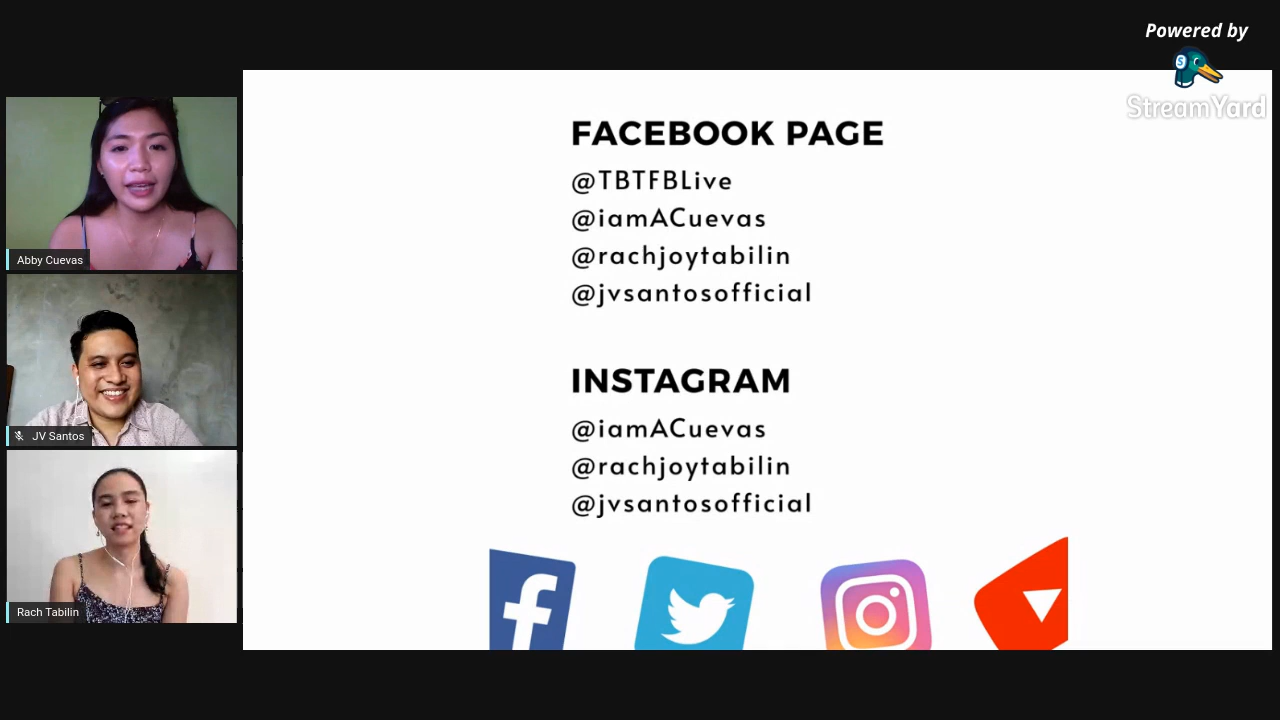 Powered by
StreamYard
Abby Cuevas
JV Santos
Rach Tabilin
FACEBOOK PAGE
@TBTFBLive
@iamACuevas
@rachjoytabilin
@jvsantosofficial
INSTAGRAM
@iamACuevas
@rachjoytabilin
@jvsantosofficial